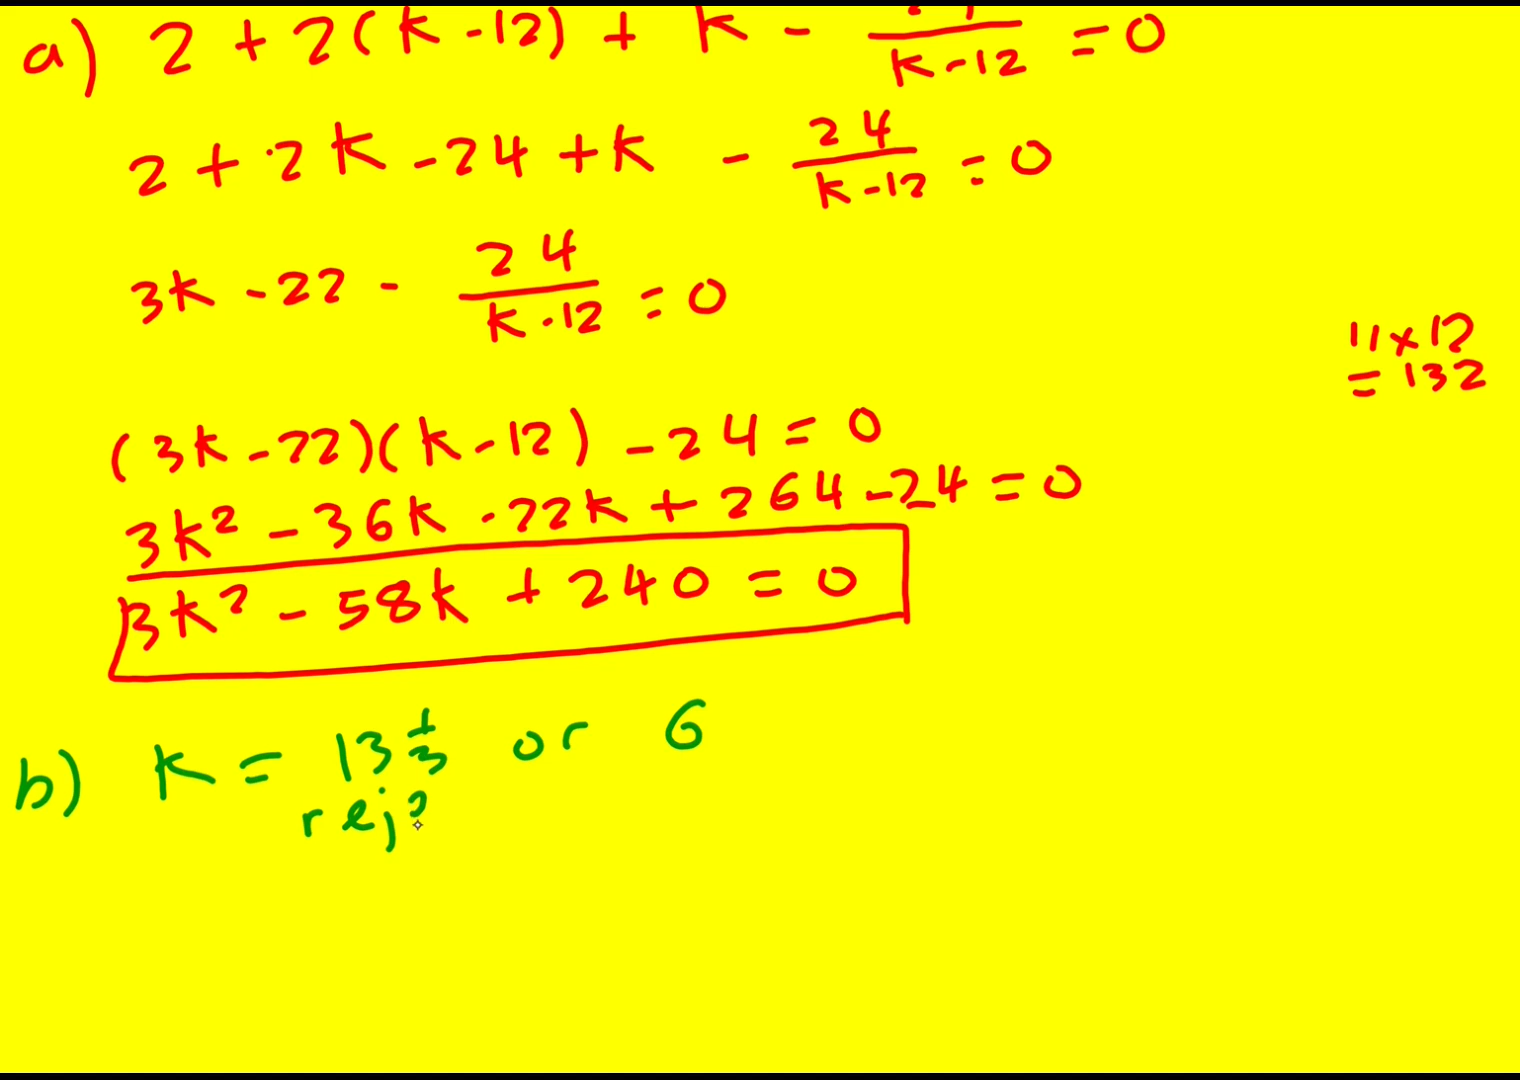 a) 2 + 2(k-12) + k - 24/(k-12) = 0
2 + 2k - 24 + k - 24/(k-12) = 0
3k - 22 - 24/(k-12) = 0
11 x 12
= 132
(3k-22)(k-12) - 24 = 0
3k² - 36k - 22k + 264 - 24 = 0
3k² - 58k + 240 = 0
b) k = 13 1/3 or 6
rej?